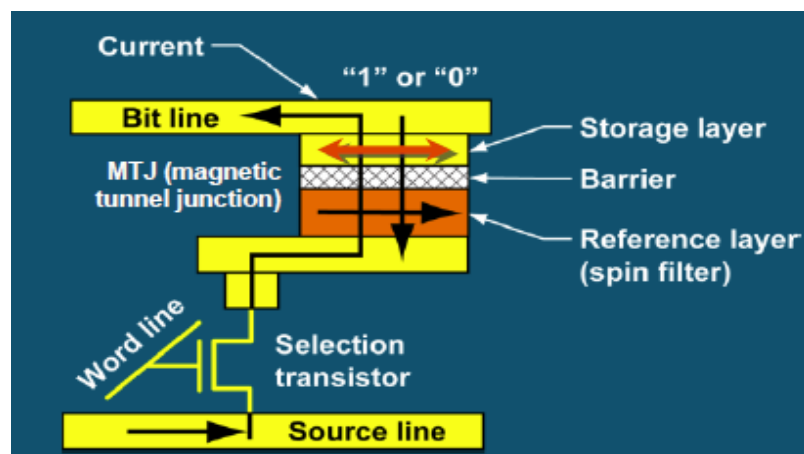 Current
“1” or “0”
Bit line
Storage layer
MTJ (magnetic
tunnel junction)
Barrier
Reference layer
(spin filter)
Word line
Selection
transistor
Source line